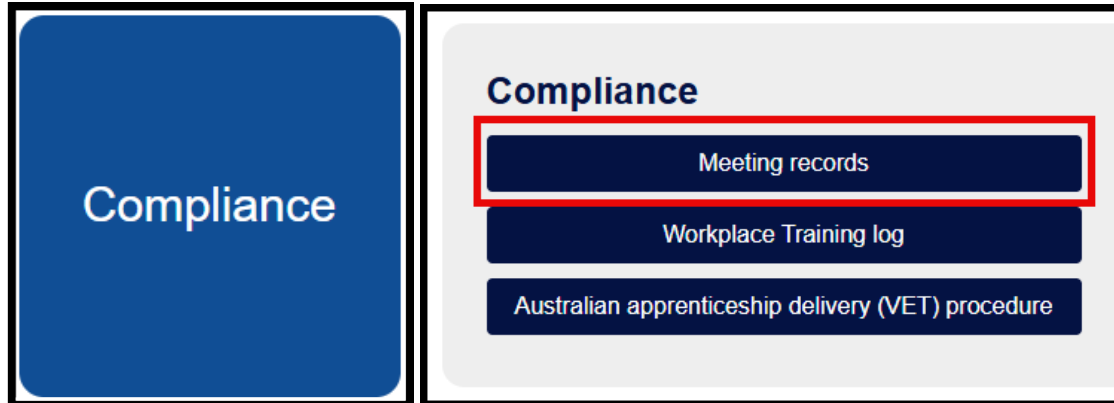 Compliance
Compliance
Meeting records
Workplace Training log
Australian apprenticeship delivery (VET) procedure